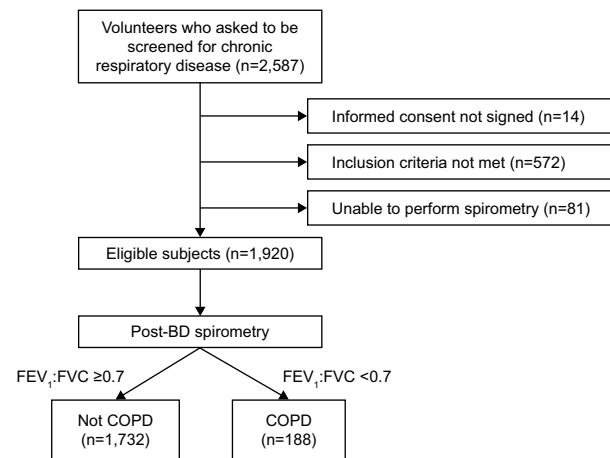 Volunteers who asked to be
screened for chronic
respiratory disease (n=2,587)
Informed consent not signed (n=14)
Inclusion criteria not met (n=572)
Unable to perform spirometry (n=81)
Eligible subjects (n=1,920)
Post-BD spirometry
FEV₁:FVC ≥0.7
FEV₁:FVC <0.7
Not COPD
(n=1,732)
COPD
(n=188)